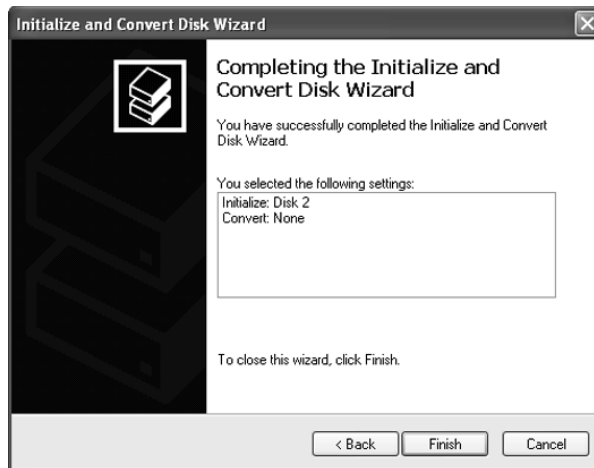 Initialize and Convert Disk Wizard
Completing the Initialize and
Convert Disk Wizard
You have successfully completed the Initialize and Convert
Disk Wizard.
You selected the following settings:
Initialize: Disk 2
Convert: None
To close this wizard, click Finish.
< Back Finish Cancel